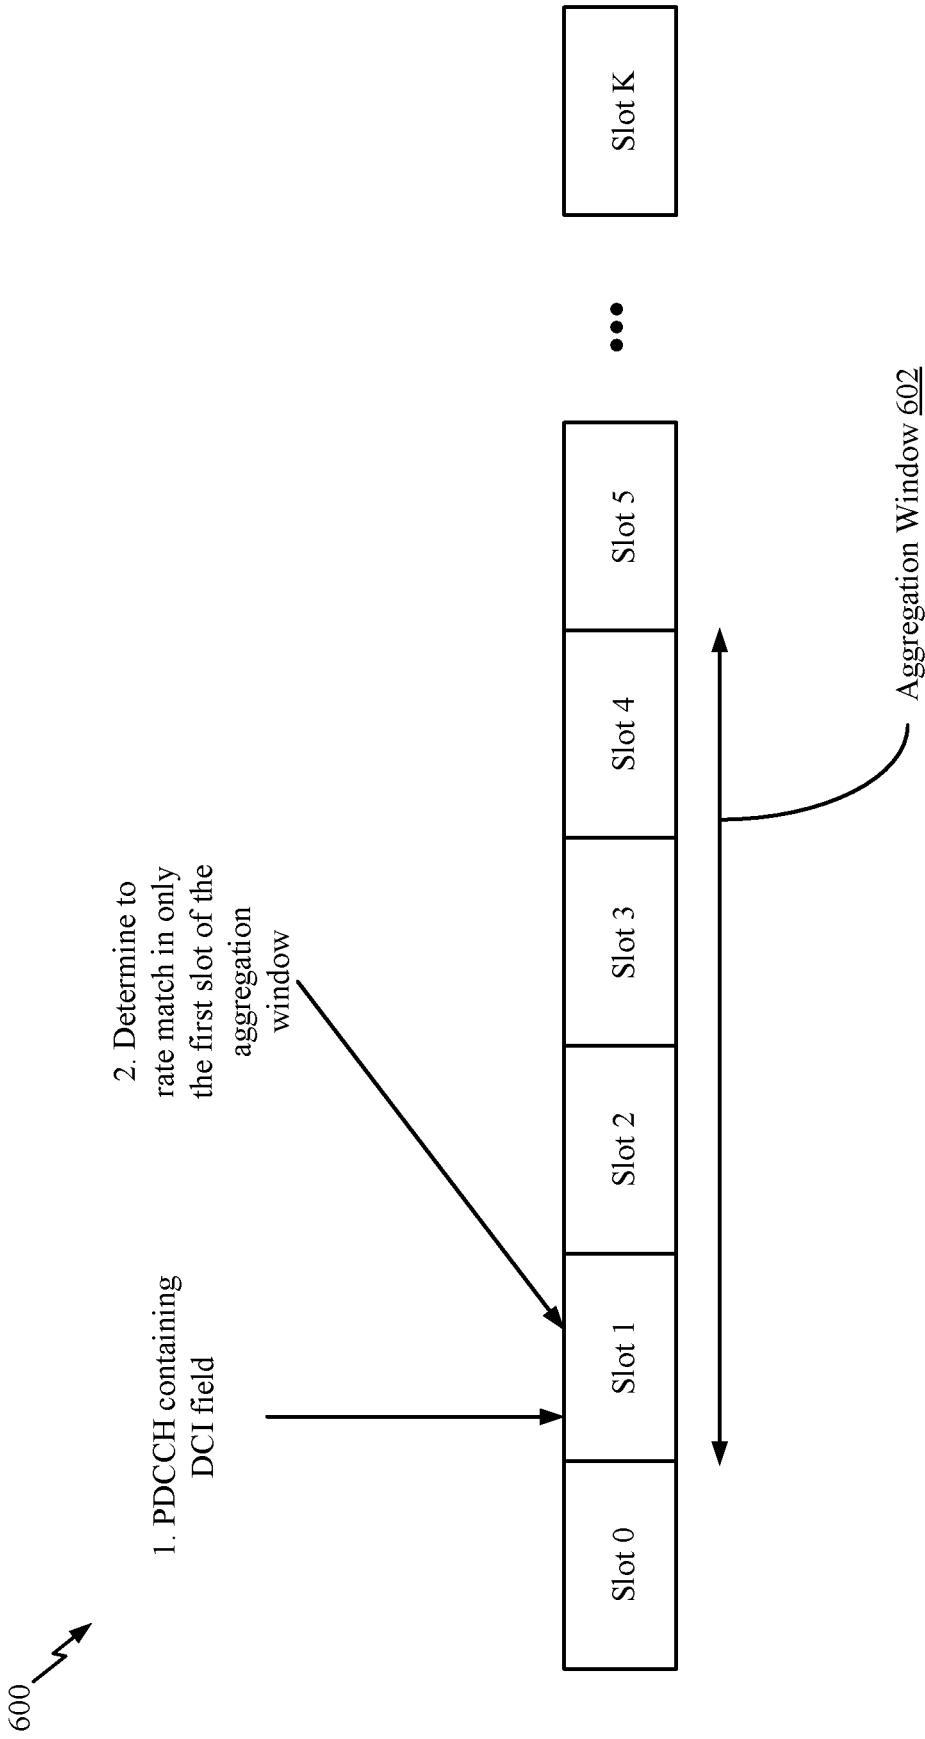 600
1. PDCCH containing
DCI field
2. Determine to
rate match in only
the first slot of the
aggregation
window
Slot 0
Slot 1
Slot 2
Slot 3
Slot 4
Slot 5
•••
Slot K
Aggregation Window 602